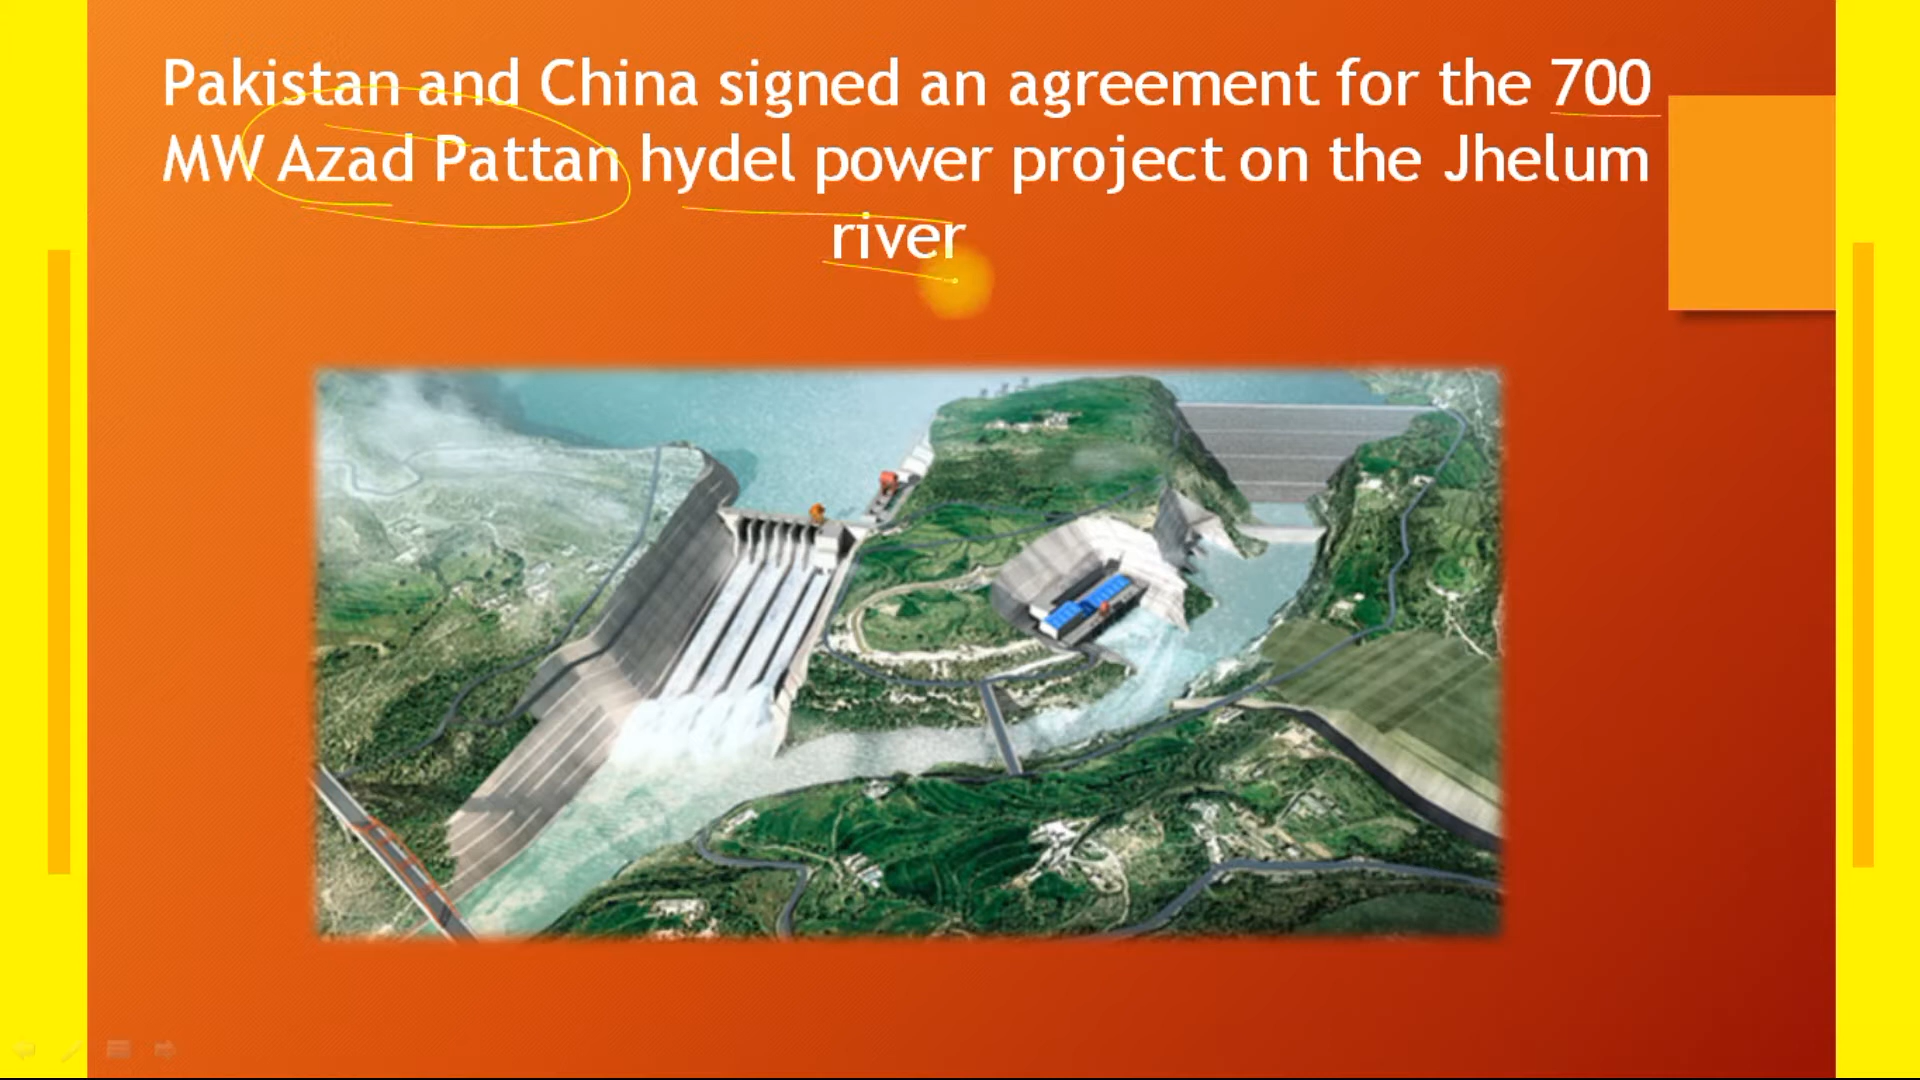 Pakistan and China signed an agreement for the 700
MW Azad Pattan hydel power project on the Jhelum
river